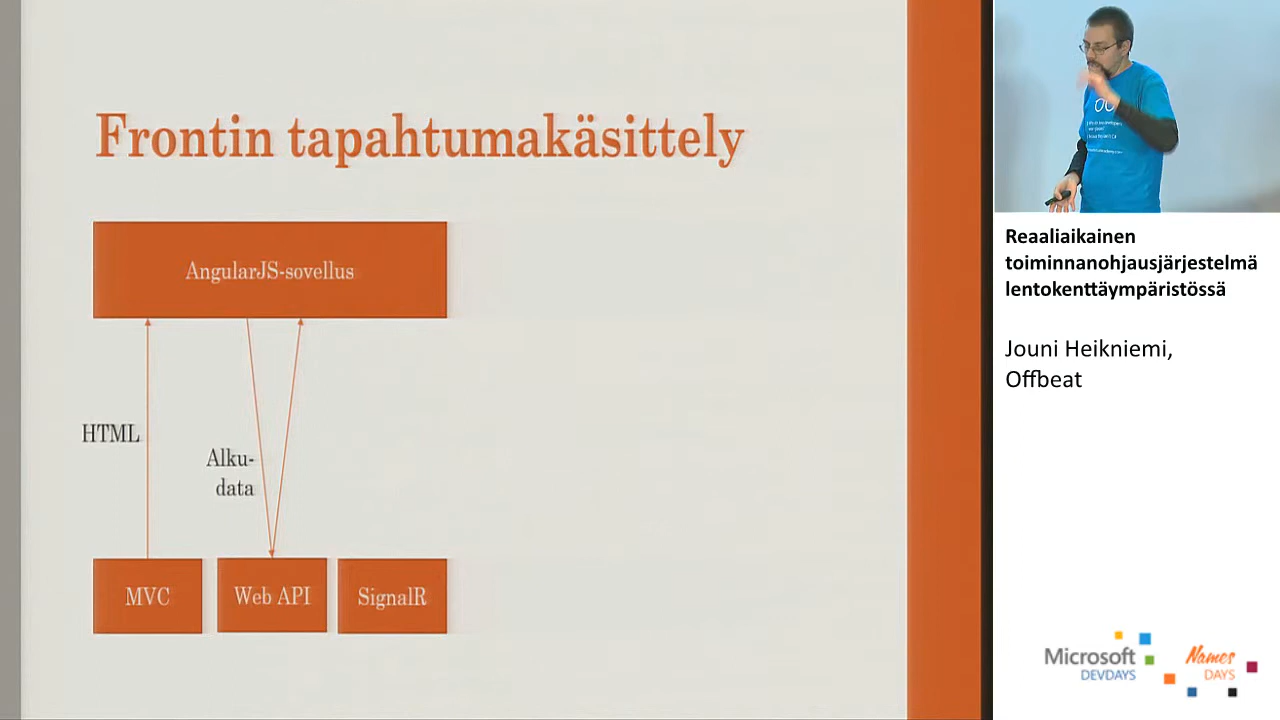 Frontin tapahtumakäsittely
AngularJS-sovellus
HTML
Alku-
data
MVC
Web API
SignalR
Reaaliaikainen
toiminnanohjausjärjestelmä
lentokenttäympäristössä
Jouni Heikniemi,
Offbeat
Microsoft
DEVDAYS
Names
DAYS